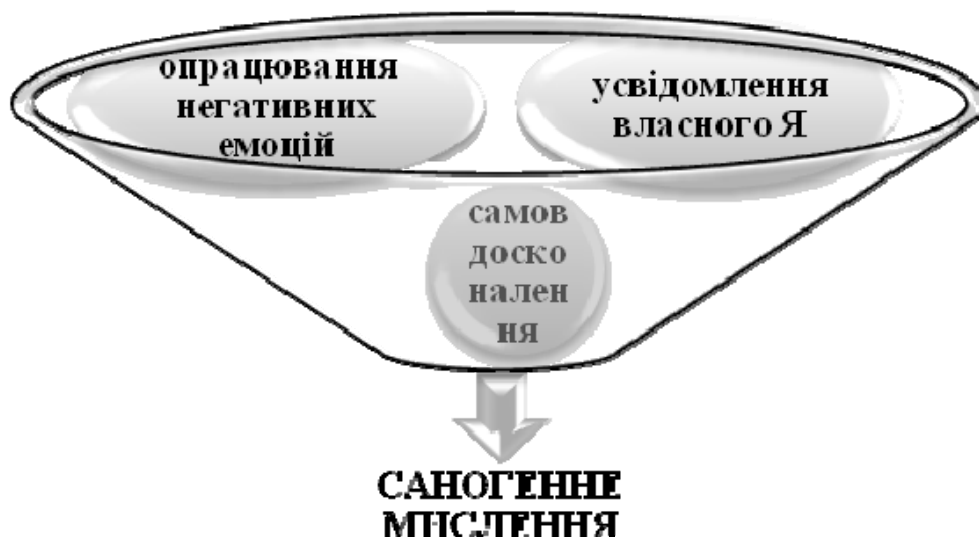 опрацювання
негативних
емоцій
усвідомлення
власного Я
самов
доско
нален
ня
САНОГЕННЕ
МИСЛЕННЯ